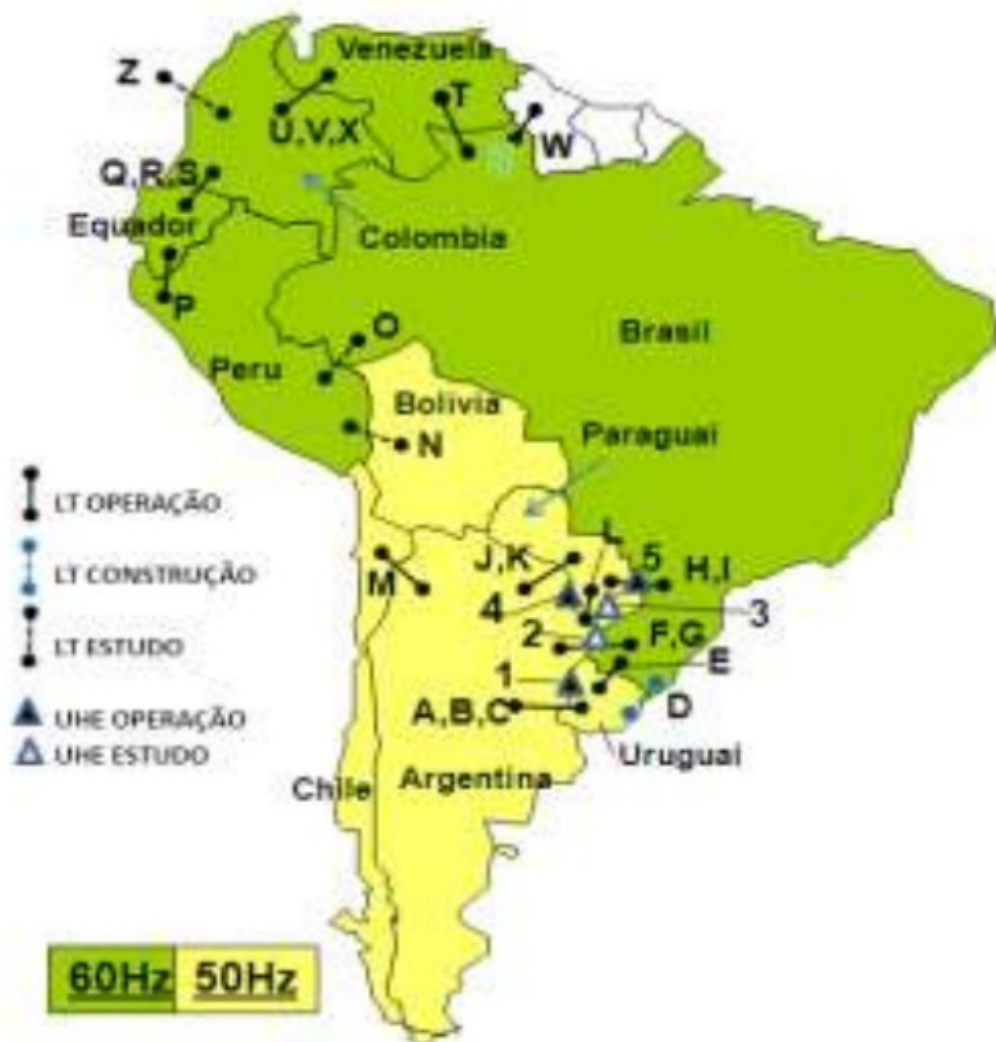 Venezuela
Z
T
U,V,X
W
Q,R,S
Equador
Colombia
P
O
Brasil
Peru
Bolivia
Paraguai
N
LT OPERAÇÃO
L
J,K
5
H,I
LT CONSTRUÇÃO
M
4
3
LT ESTUDO
2
F,G
E
1
UHE OPERAÇÃO
A,B,C
D
UHE ESTUDO
Uruguai
Chile
Argentina
60Hz 50Hz